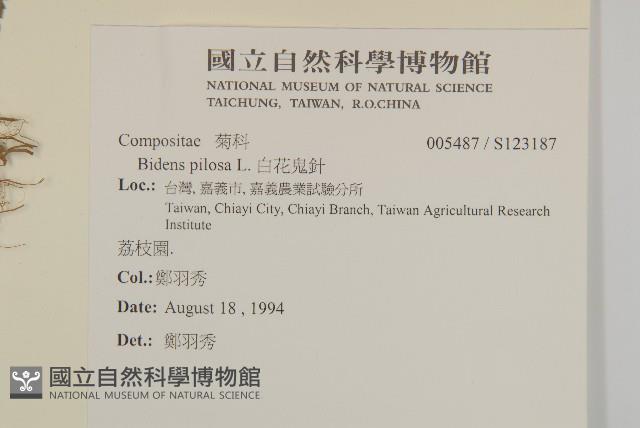 國立自然科學博物館
NATIONAL MUSEUM OF NATURAL SCIENCE
TAICHUNG, TAIWAN, R.O.CHINA
Compositae 菊科 005487 / S123187
Bidens pilosa L. 白花鬼針
Loc.: 台灣, 嘉義市, 嘉義農業試驗分所
Taiwan, Chiayi City, Chiayi Branch, Taiwan Agricultural Research
Institute
荔枝園.
Col.: 鄭羽秀
Date: August 18 , 1994
Det.: 鄭羽秀
國立自然科學博物館
NATIONAL MUSEUM OF NATURAL SCIENCE